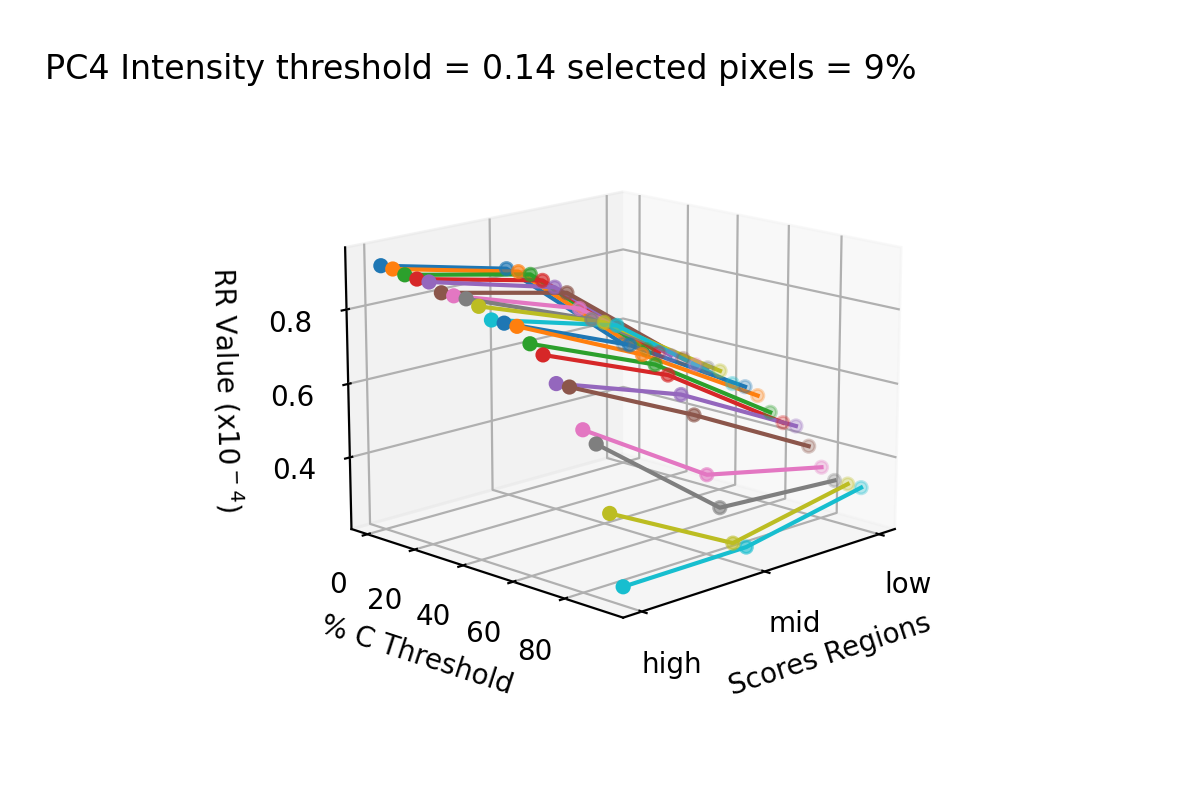 PC4 Intensity threshold = 0.14 selected pixels = 9%
RR Value (x10⁻⁴)
0.8
0.6
0.4
0
20
40
60
80
% C Threshold
high
mid
low
Scores Regions